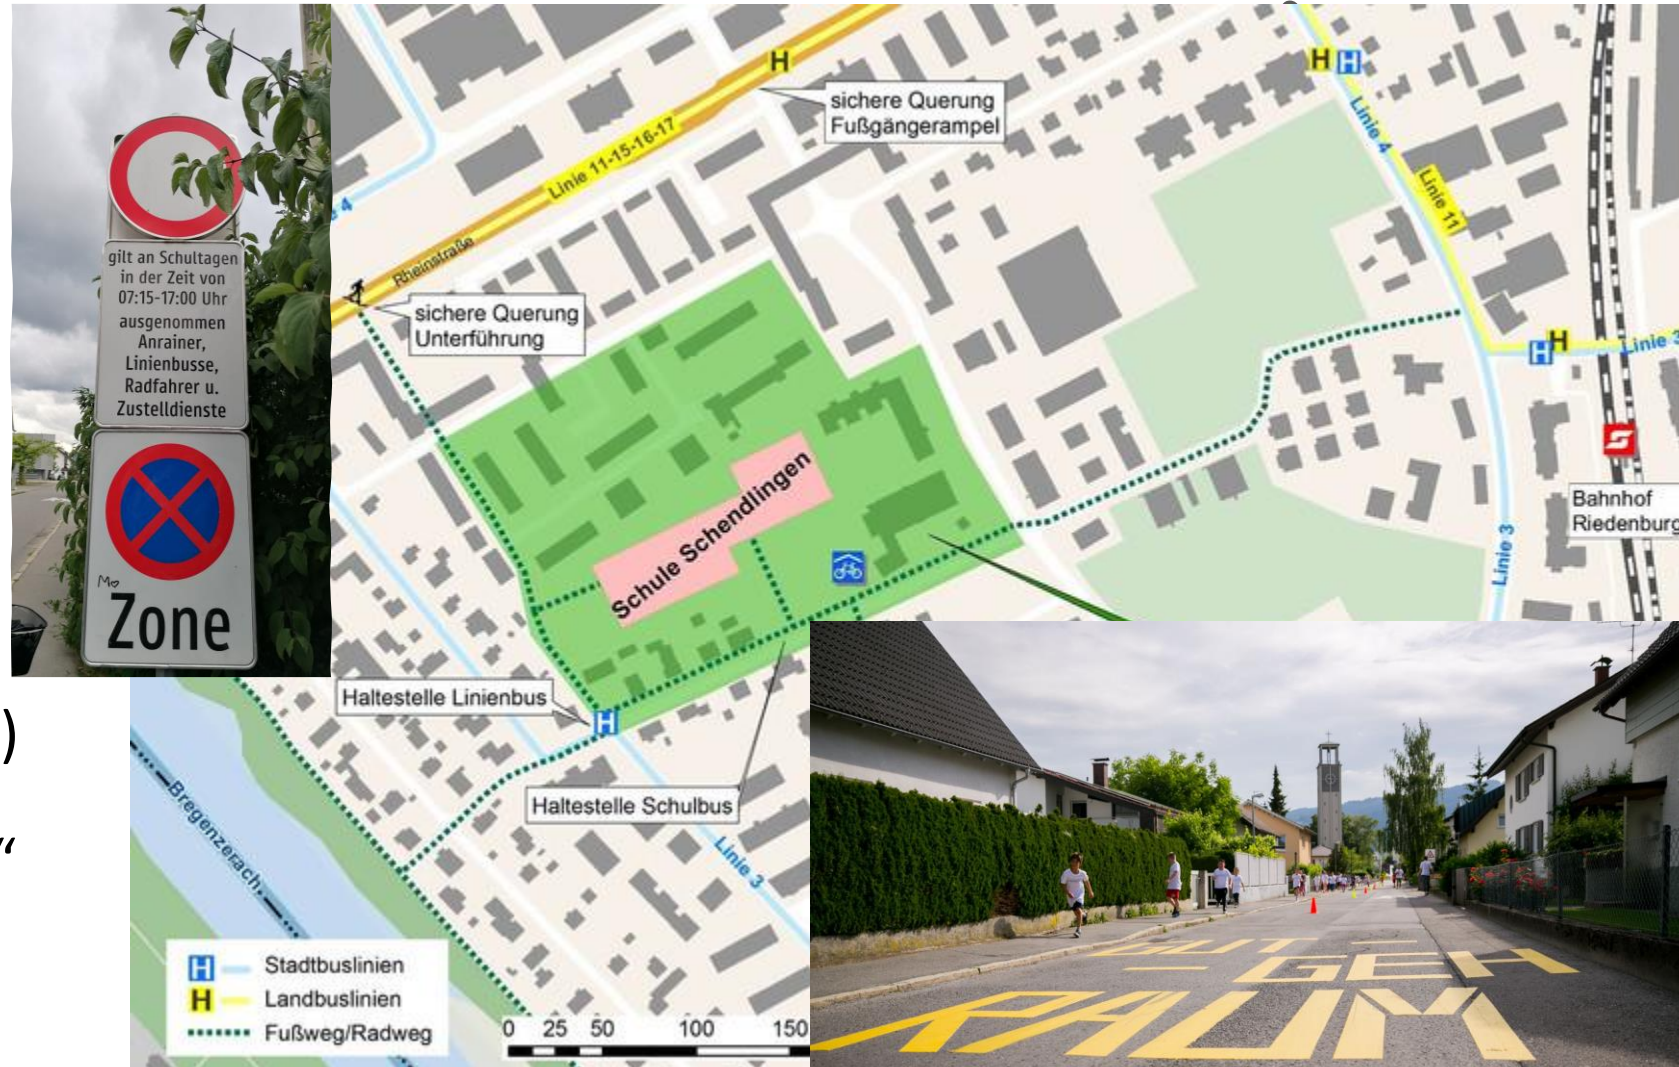 gilt an Schultagen
in der Zeit von
07:15-17:00 Uhr
ausgenommen
Anrainer,
Linienbusse,
Radfahrer u.
Zustelldienste
Zone
)
“
H
sichere Querung
Fußgängerampel
Linie 11-15-16-17
4
Rheinstraße
sichere Querung
Unterführung
H H
Linie 4
Linie 11
H H
Linie 3
S
Bahnhof
Riedenburg
Linie 3
Schule Schendlingen
Haltestelle Linienbus
H
Haltestelle Schulbus
Linie 3
Bregenzerach
H Stadtbuslinien
H Landbuslinien
Fußweg/Radweg
0 25 50 100 150
GEH
RAUM